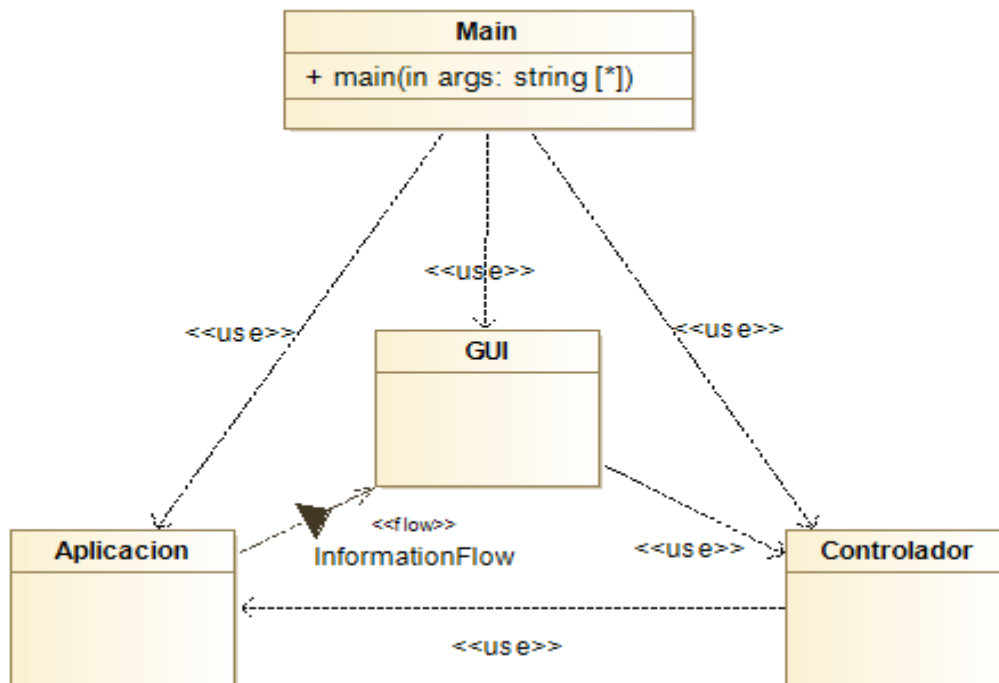 Main
+ main(in args: string [*])
<<use>>
GUI
<<use>>
<<use>>
<<flow>>
InformationFlow
Aplicacion
<<use>>
Controlador
<<use>>